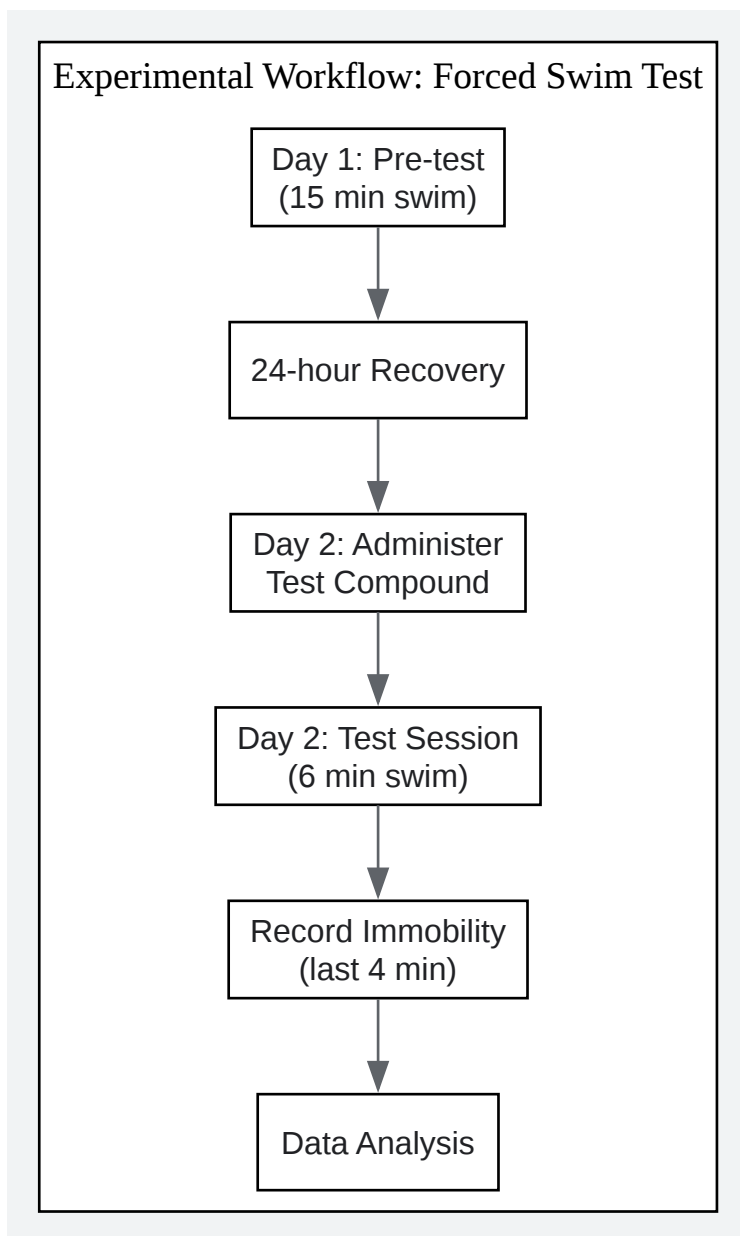 Experimental Workflow: Forced Swim Test
Day 1: Pre-test
(15 min swim)
24-hour Recovery
Day 2: Administer
Test Compound
Day 2: Test Session
(6 min swim)
Record Immobility
(last 4 min)
Data Analysis